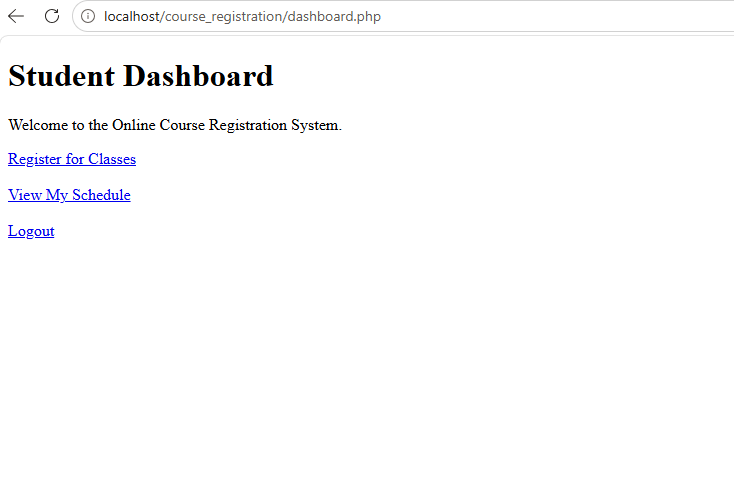 localhost/course_registration/dashboard.php
Student Dashboard
Welcome to the Online Course Registration System.
Register for Classes
View My Schedule
Logout